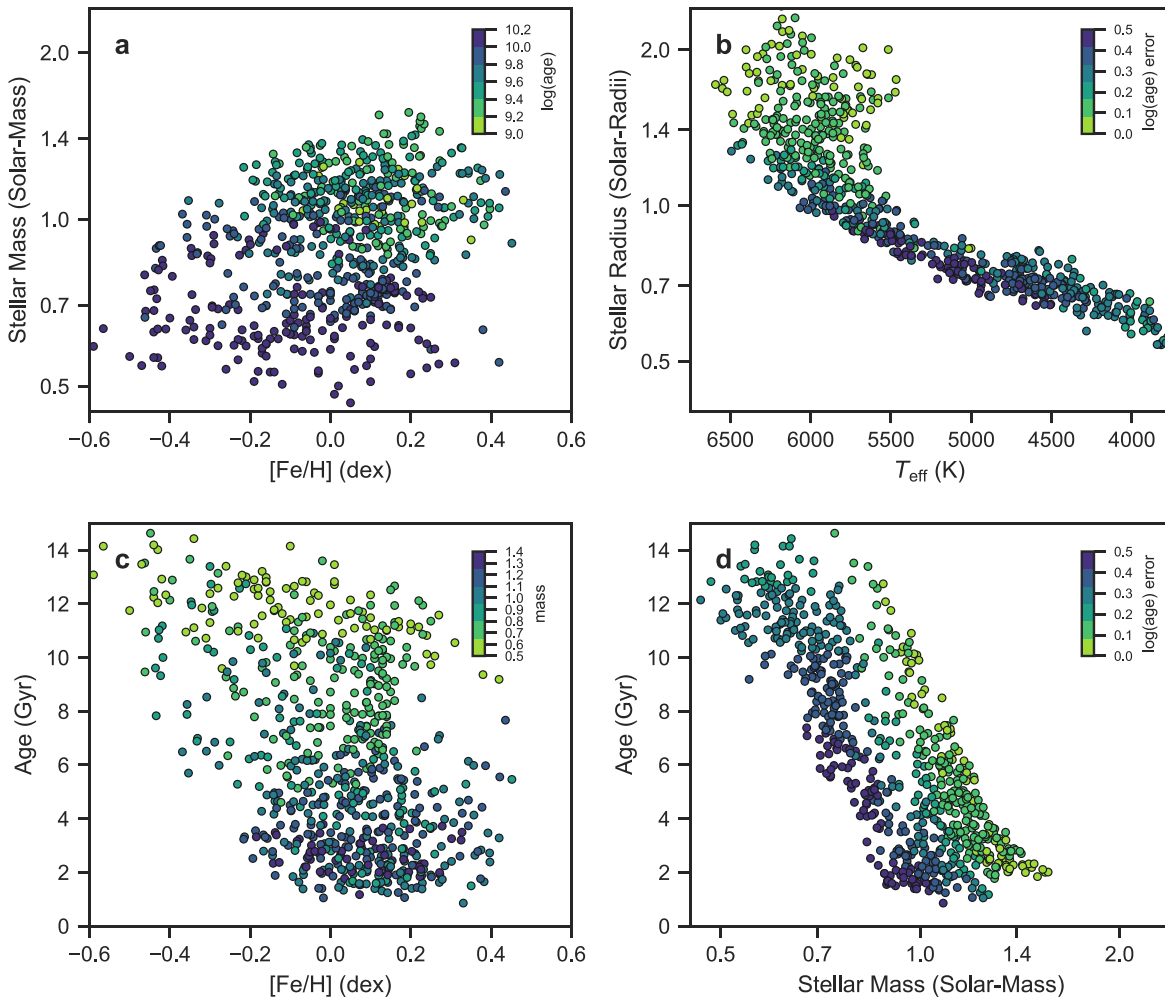 a
2.0
1.4
1.0
0.7
0.5
Stellar Mass (Solar-Mass)
10.2
10.0
9.8
9.6
9.4
9.2
9.0
log(age)
−0.6 −0.4 −0.2 0.0 0.2 0.4 0.6
[Fe/H] (dex)
b
2.0
1.4
1.0
0.7
0.5
Stellar Radius (Solar-Radii)
0.5
0.4
0.3
0.2
0.1
0.0
log(age) error
6500 6000 5500 5000 4500 4000
Teff (K)
c
14
12
10
8
6
4
2
0
Age (Gyr)
1.4
1.3
1.2
1.1
1.0
0.9
0.8
0.7
0.6
0.5
mass
−0.6 −0.4 −0.2 0.0 0.2 0.4 0.6
[Fe/H] (dex)
d
14
12
10
8
6
4
2
0
Age (Gyr)
0.5
0.4
0.3
0.2
0.1
0.0
log(age) error
0.5 0.7 1.0 1.4 2.0
Stellar Mass (Solar-Mass)